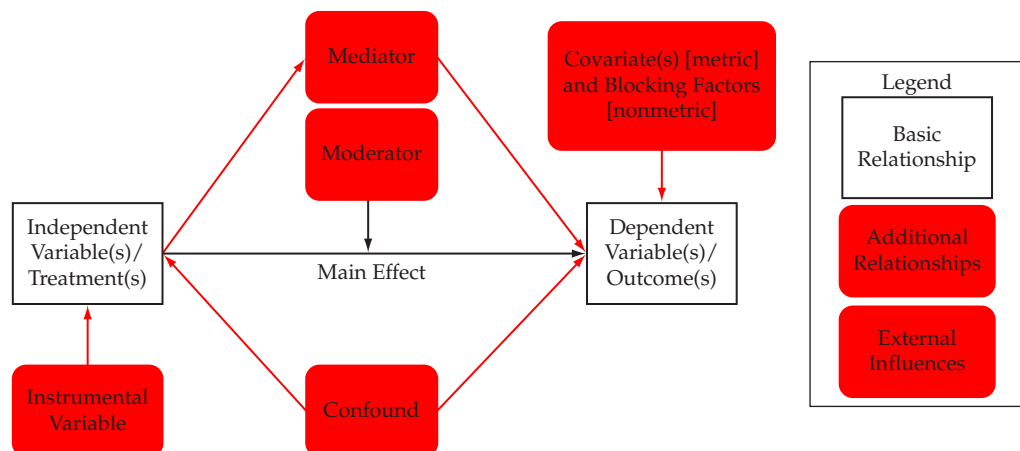 Mediator
Moderator
Covariate(s) [metric]
and Blocking Factors
[nonmetric]
Independent
Variable(s)/
Treatment(s)
Main Effect
Dependent
Variable(s)/
Outcome(s)
Instrumental
Variable
Confound
Legend
Basic
Relationship
Additional
Relationships
External
Influences